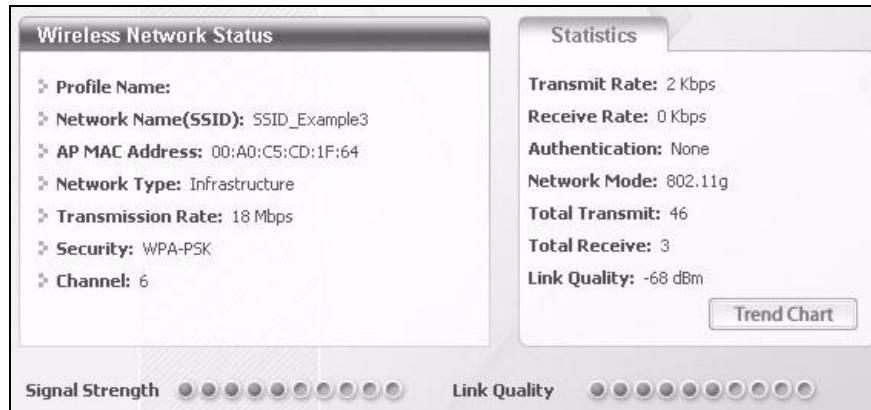 Wireless Network Status
Profile Name:
Network Name(SSID): SSID_Example3
AP MAC Address: 00:A0:C5:CD:1F:64
Network Type: Infrastructure
Transmission Rate: 18 Mbps
Security: WPA-PSK
Channel: 6
Statistics
Transmit Rate: 2 Kbps
Receive Rate: 0 Kbps
Authentication: None
Network Mode: 802.11g
Total Transmit: 46
Total Receive: 3
Link Quality: -68 dBm
Trend Chart
Signal Strength
Link Quality